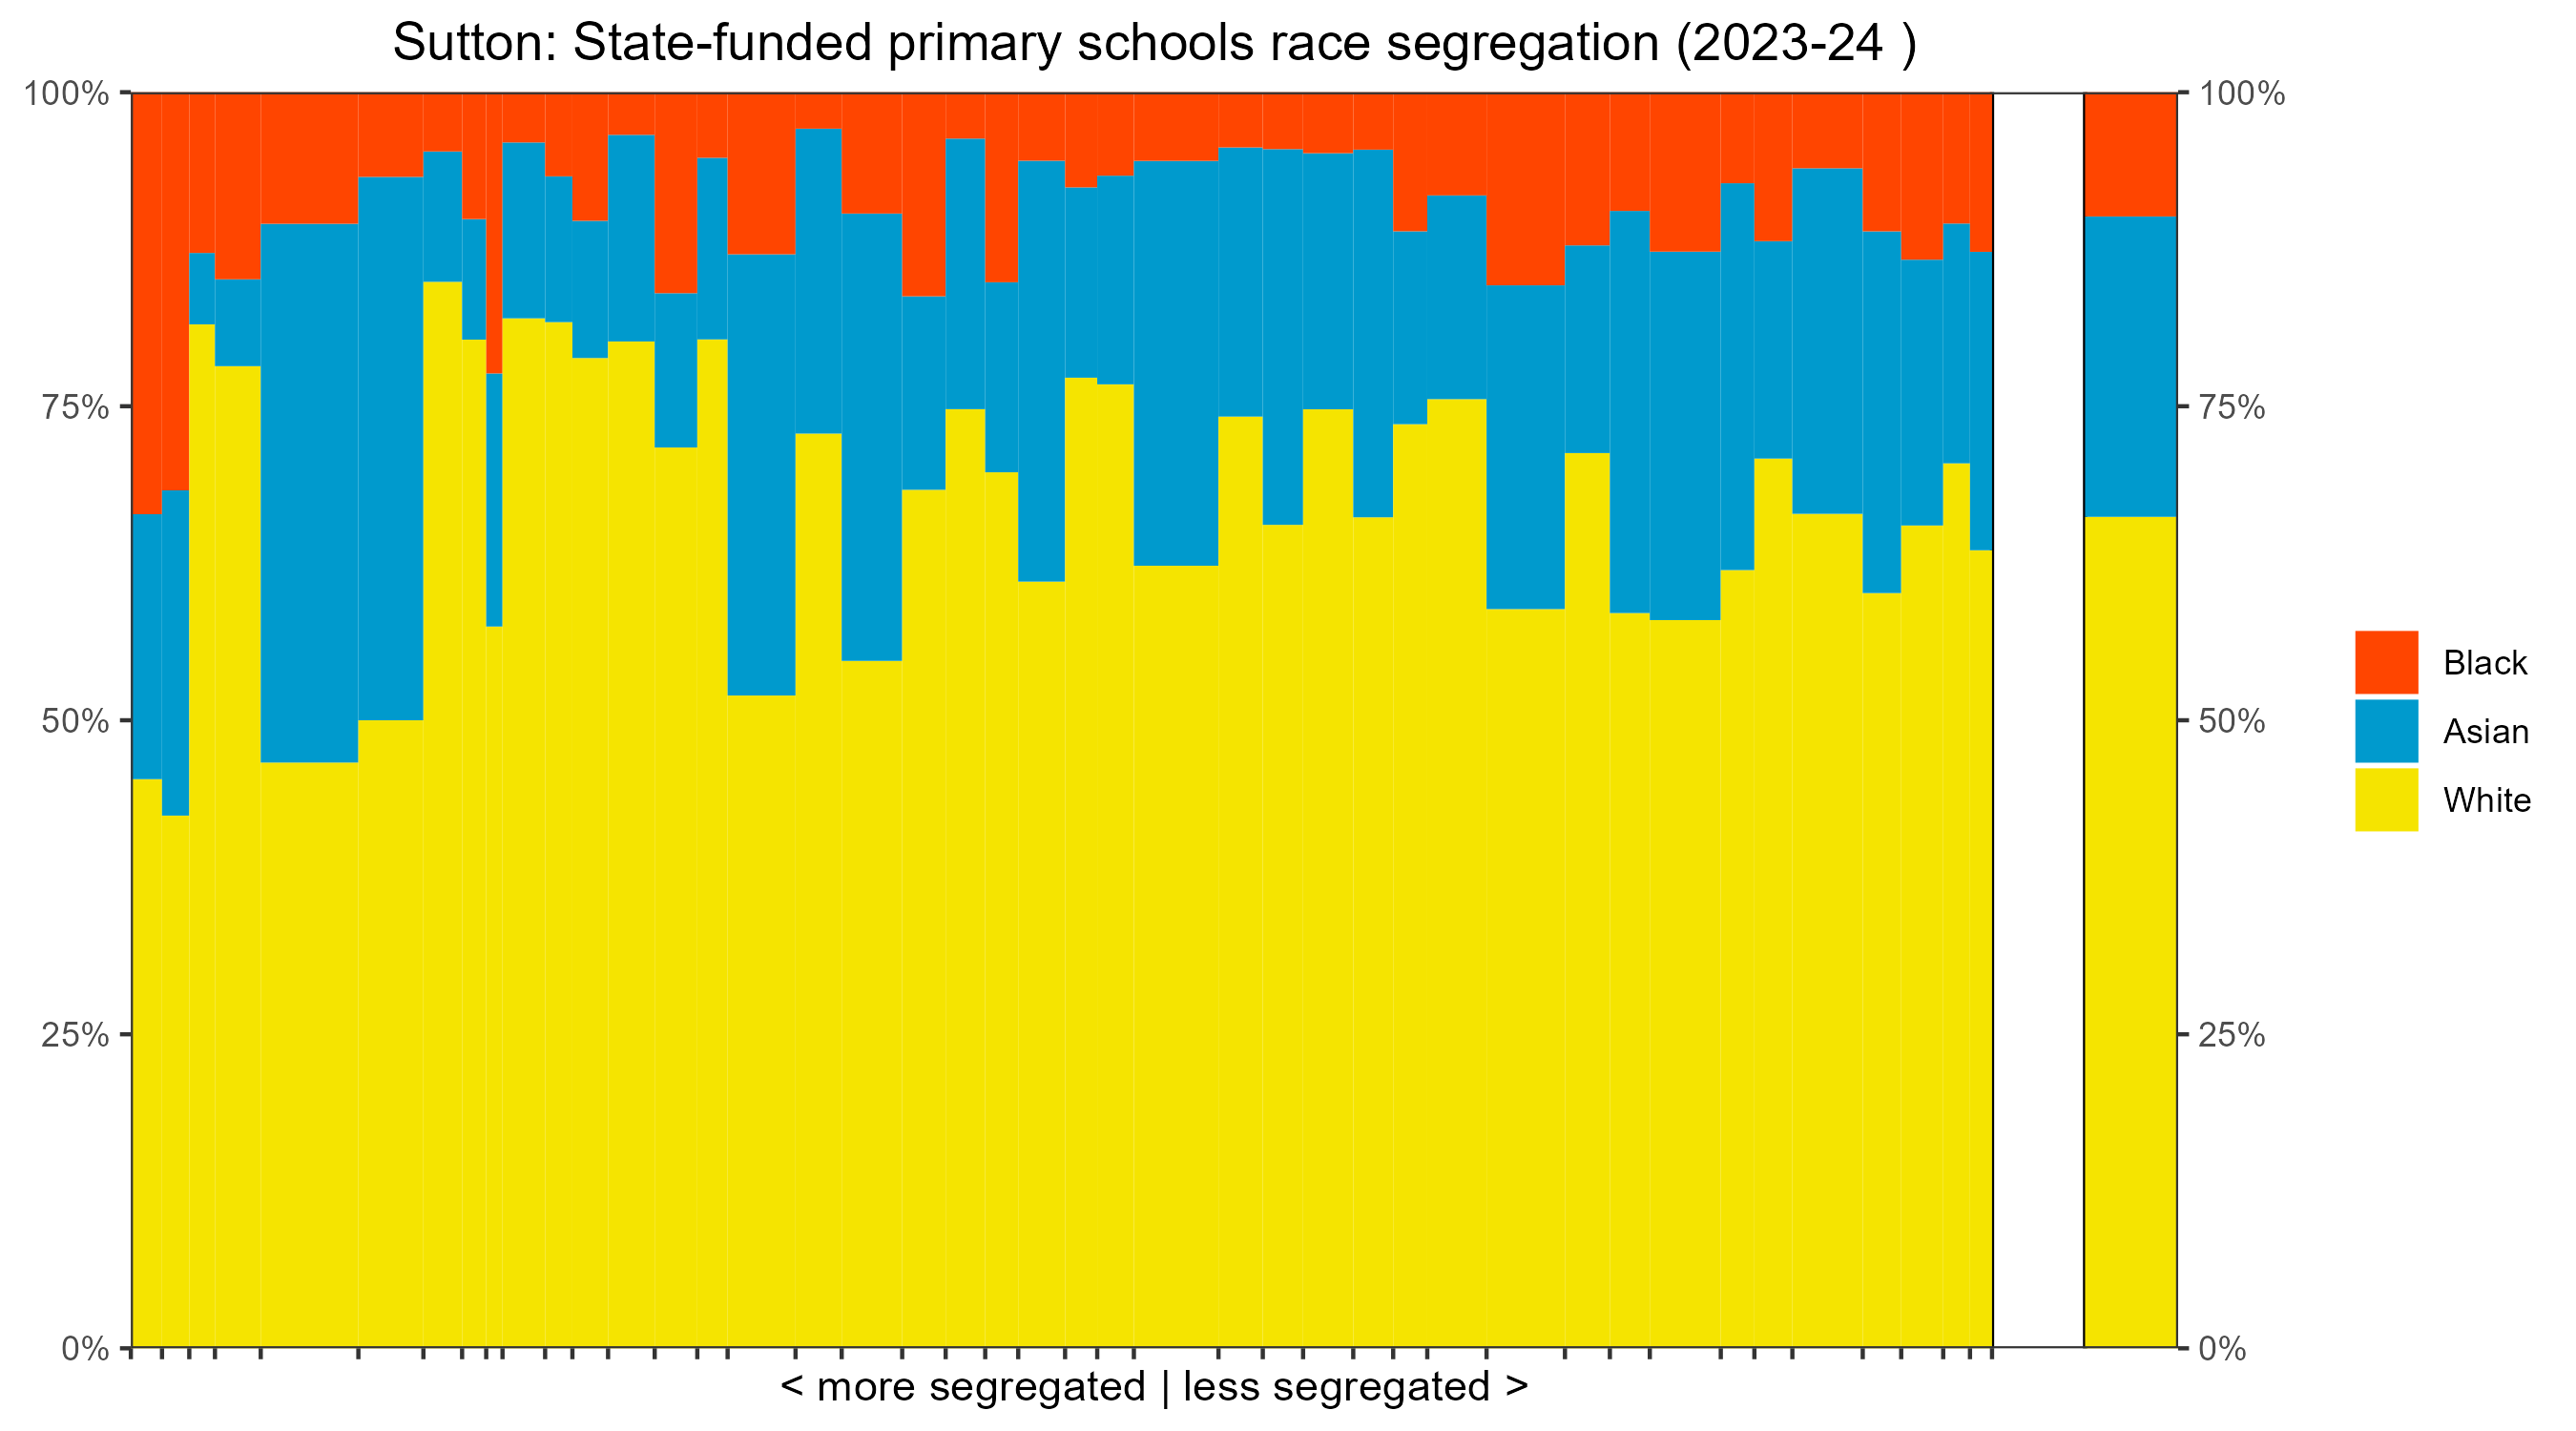 Sutton: State-funded primary schools race segregation (2023-24 )
100%
100%
75%
75%
50%
50%
25%
25%
0%
0%
Black
Asian
White
< more segregated | less segregated >